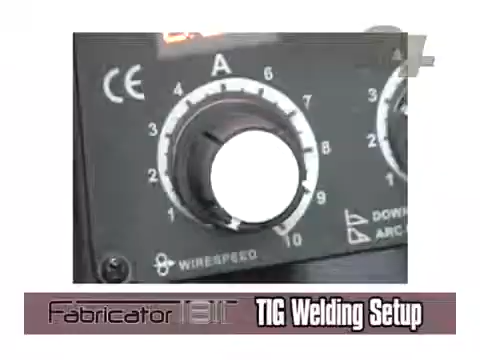 CE
A
4 6
3 7
2 8
1 9
10
WIRESPEED
4
3
2
1
DOWN
ARC
Fabricator 181i TIG Welding Setup